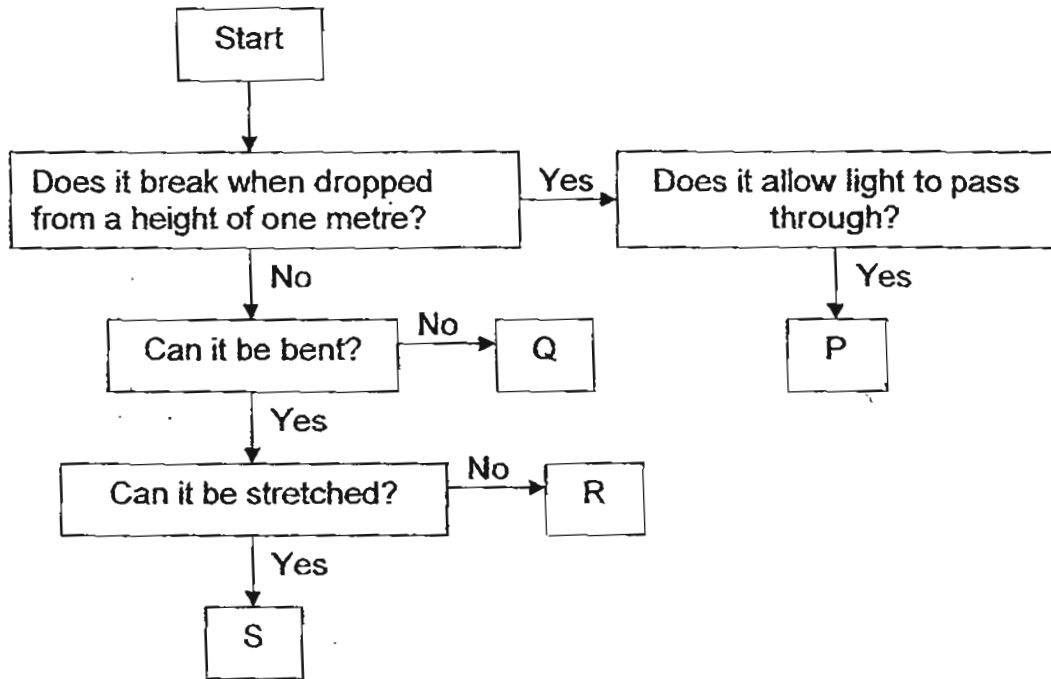 Start
Does it break when dropped
from a height of one metre?
Yes
Does it allow light to pass
through?
No
Yes
Can it be bent?
No
Q
P
Yes
Can it be stretched?
No
R
Yes
S